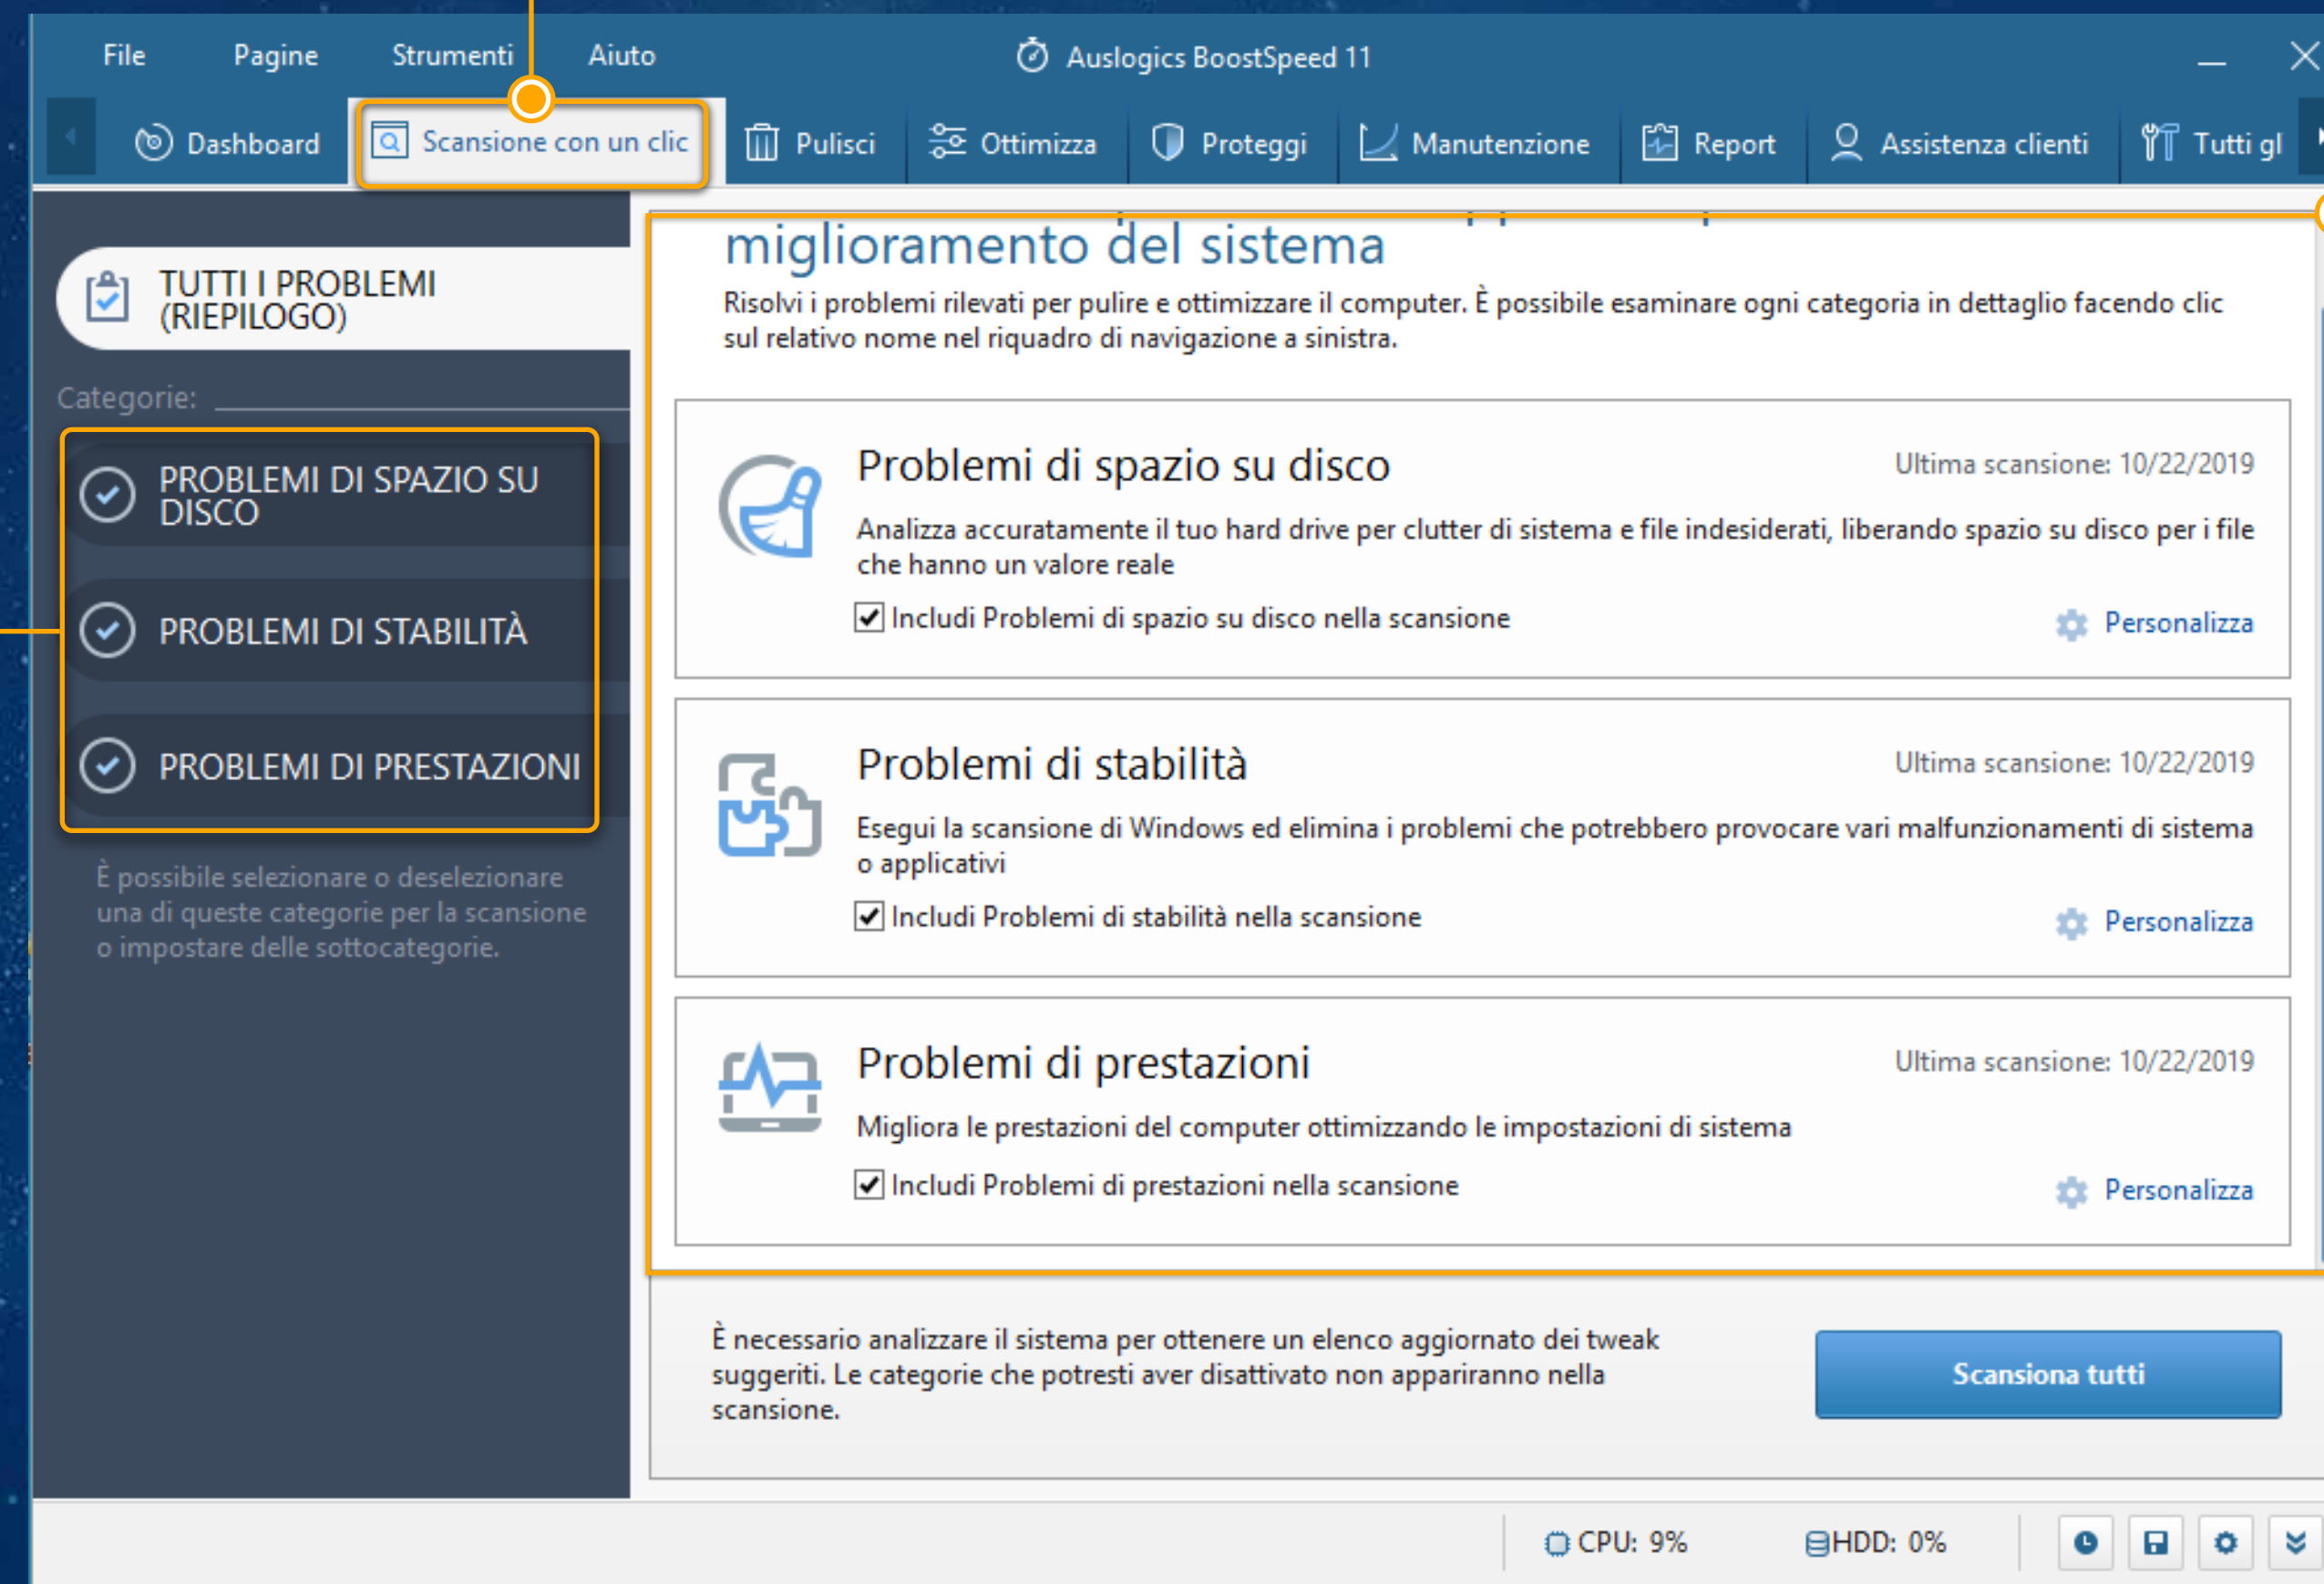 File Pagine Strumenti Aiuto Auslogics BoostSpeed 11
Dashboard Scansione con un clic Pulisci Ottimizza Proteggi Manutenzione Report Assistenza clienti Tutti gl
TUTTI I PROBLEMI
(RIEPILOGO)
Categorie:
PROBLEMI DI SPAZIO SU
DISCO
PROBLEMI DI STABILITÀ
PROBLEMI DI PRESTAZIONI
È possibile selezionare o deselezionare
una di queste categorie per la scansione
o impostare delle sottocategorie.
miglioramento del sistema
Risolvi i problemi rilevati per pulire e ottimizzare il computer. È possibile esaminare ogni categoria in dettaglio facendo clic
sul relativo nome nel riquadro di navigazione a sinistra.
Problemi di spazio su disco Ultima scansione: 10/22/2019
Analizza accuratamente il tuo hard drive per clutter di sistema e file indesiderati, liberando spazio su disco per i file
che hanno un valore reale
Includi Problemi di spazio su disco nella scansione Personalizza
Problemi di stabilità Ultima scansione: 10/22/2019
Esegui la scansione di Windows ed elimina i problemi che potrebbero provocare vari malfunzionamenti di sistema
o applicativi
Includi Problemi di stabilità nella scansione Personalizza
Problemi di prestazioni Ultima scansione: 10/22/2019
Migliora le prestazioni del computer ottimizzando le impostazioni di sistema
Includi Problemi di prestazioni nella scansione Personalizza
È necessario analizzare il sistema per ottenere un elenco aggiornato dei tweak
suggeriti. Le categorie che potresti aver disattivato non appariranno nella
scansione.
Scansiona tutti
CPU: 9% HDD: 0%